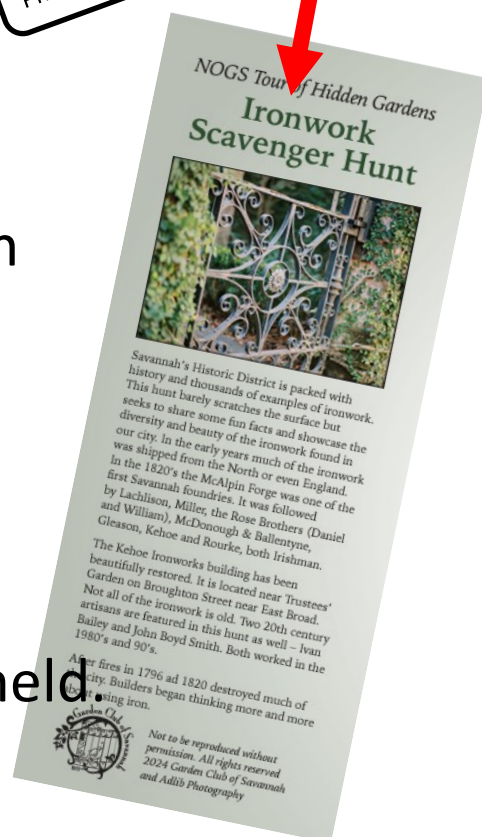 NOGS Tour of Hidden Gardens
Ironwork
Scavenger Hunt
Savannah's Historic District is packed with
history and thousands of examples of ironwork.
This hunt barely scratches the surface but
seeks to share some fun facts and showcase the
diversity and beauty of the ironwork found in
our city. In the early years much of the ironwork
was shipped from the North or even England.
In the 1820's the McAlpin Forge was one of the
first Savannah foundries. It was followed
by Lachlison, Miller, the Rose Brothers (Daniel
and William), McDonough & Ballentyne,
Gleason, Kehoe and Rourke, both Irishman.
The Kehoe Ironworks building has been
beautifully restored. It is located near Trustees'
Garden on Broughton Street near East Broad.
Not all of the ironwork is old. Two 20th century
artisans are featured in this hunt as well – Ivan
Bailey and John Boyd Smith. Both worked in the
1980's and 90's.
After fires in 1796 ad 1820 destroyed much of
city. Builders began thinking more and more
about using iron.
held.
Garden Club of Savannah
Not to be reproduced without
permission. All rights reserved
2024 Garden Club of Savannah
and Adlib Photography